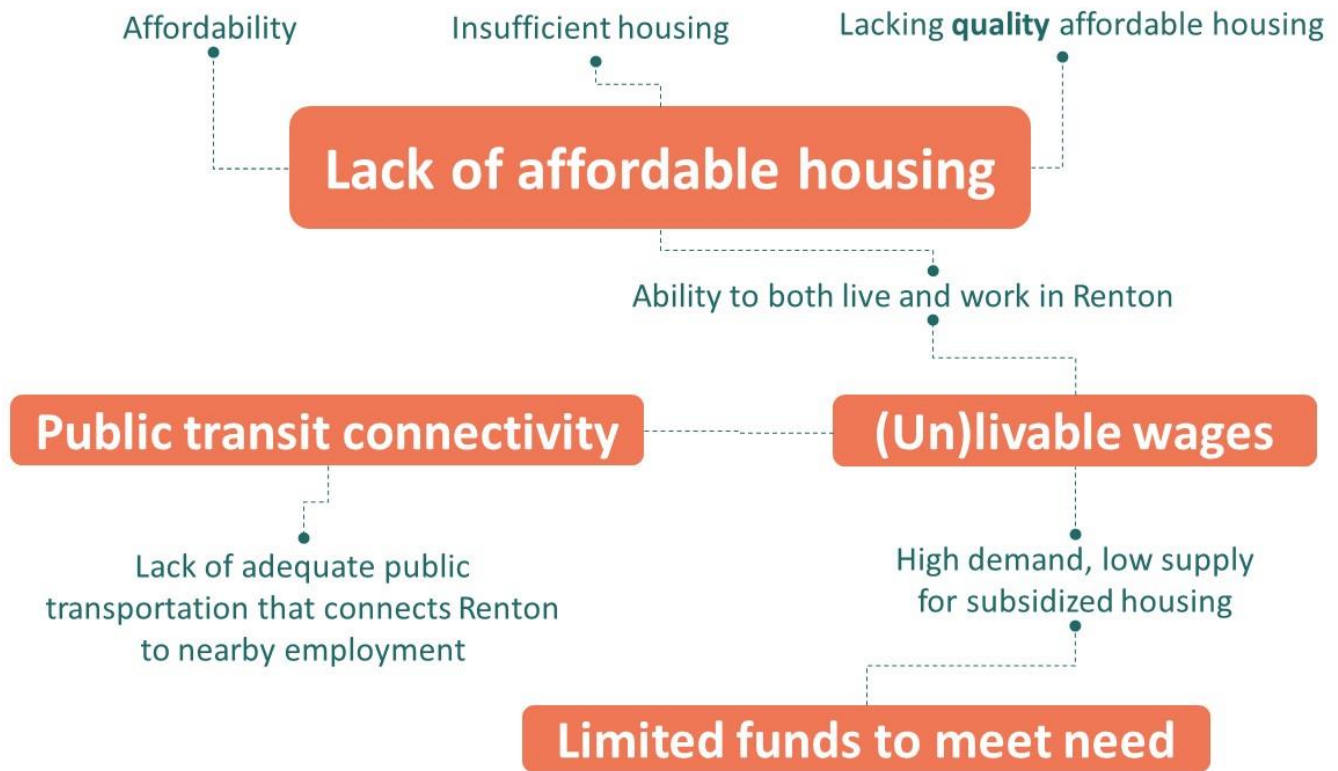 Affordability
Insufficient housing
Lacking quality affordable housing
Lack of affordable housing
Ability to both live and work in Renton
Public transit connectivity
(Un)livable wages
Lack of adequate public
transportation that connects Renton
to nearby employment
High demand, low supply
for subsidized housing
Limited funds to meet need